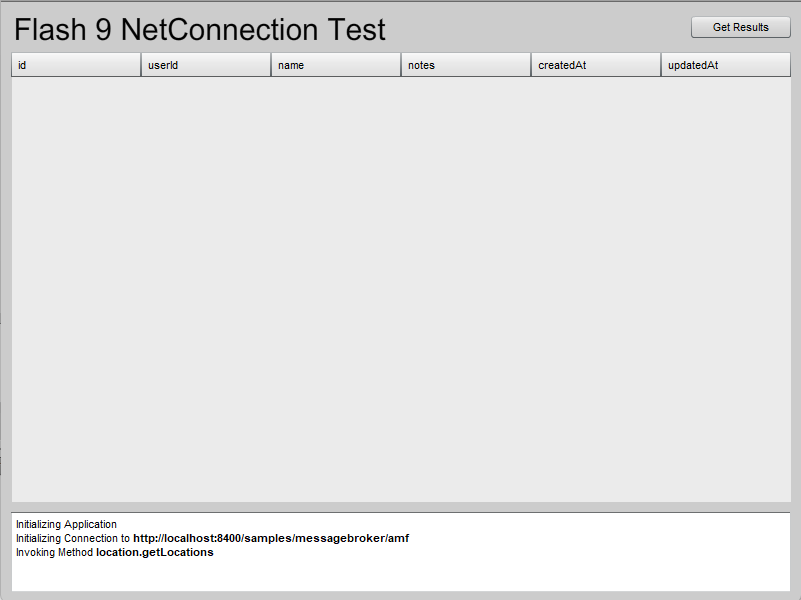 Flash 9 NetConnection Test
Get Results
id userId name notes createdAt updatedAt
Initializing Application
Initializing Connection to http://localhost:8400/samples/messagebroker/amf
Invoking Method location.getLocations